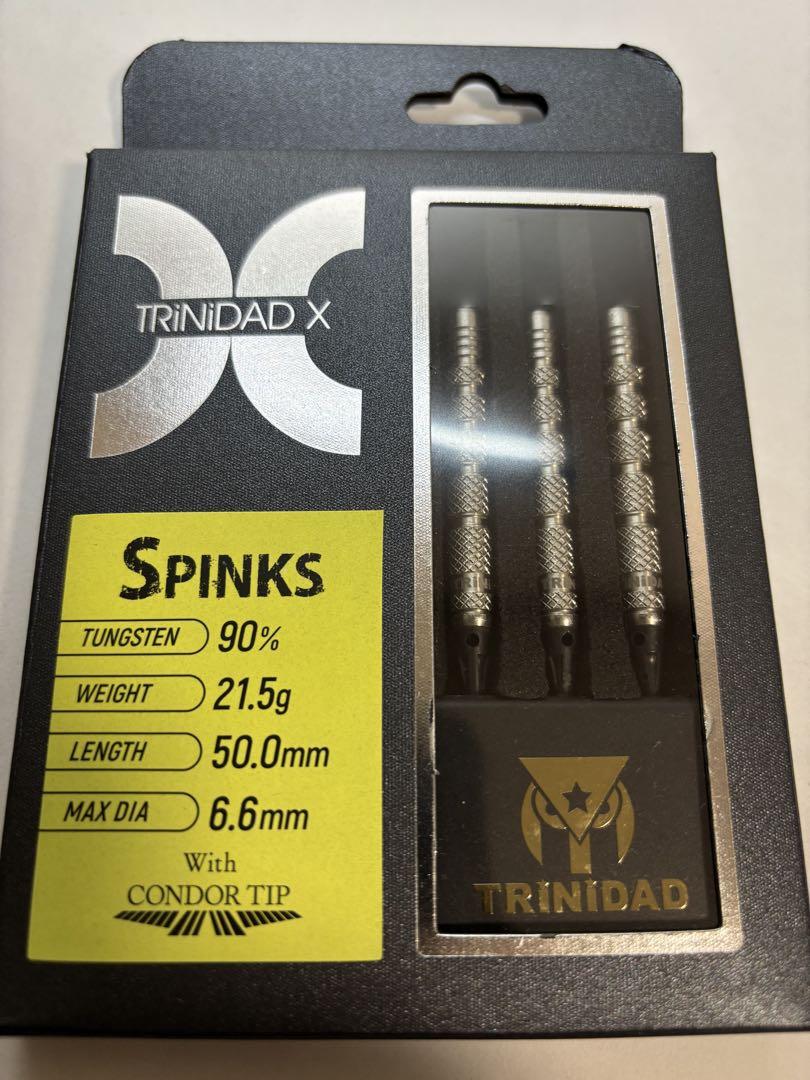 TRiNiDAD X
SPINKS
TUNGSTEN 90%
WEIGHT 21.5g
LENGTH 50.0mm
MAX DIA 6.6mm
With
CONDOR TIP
TRiNiDAD